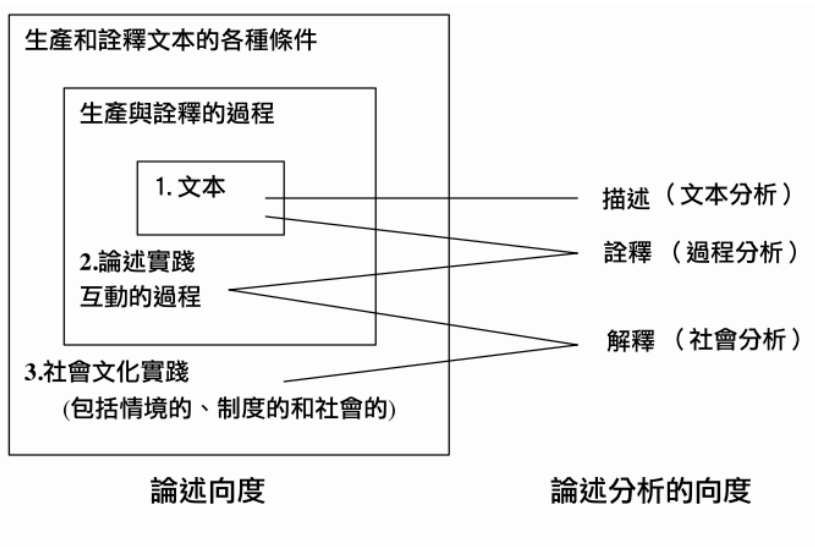 生產和詮釋文本的各種條件
生產與詮釋的過程
1. 文本
描述（文本分析）
2.論述實踐
詮釋（過程分析）
互動的過程
解釋（社會分析）
3.社會文化實踐
(包括情境的、制度的和社會的)
論述向度
論述分析的向度